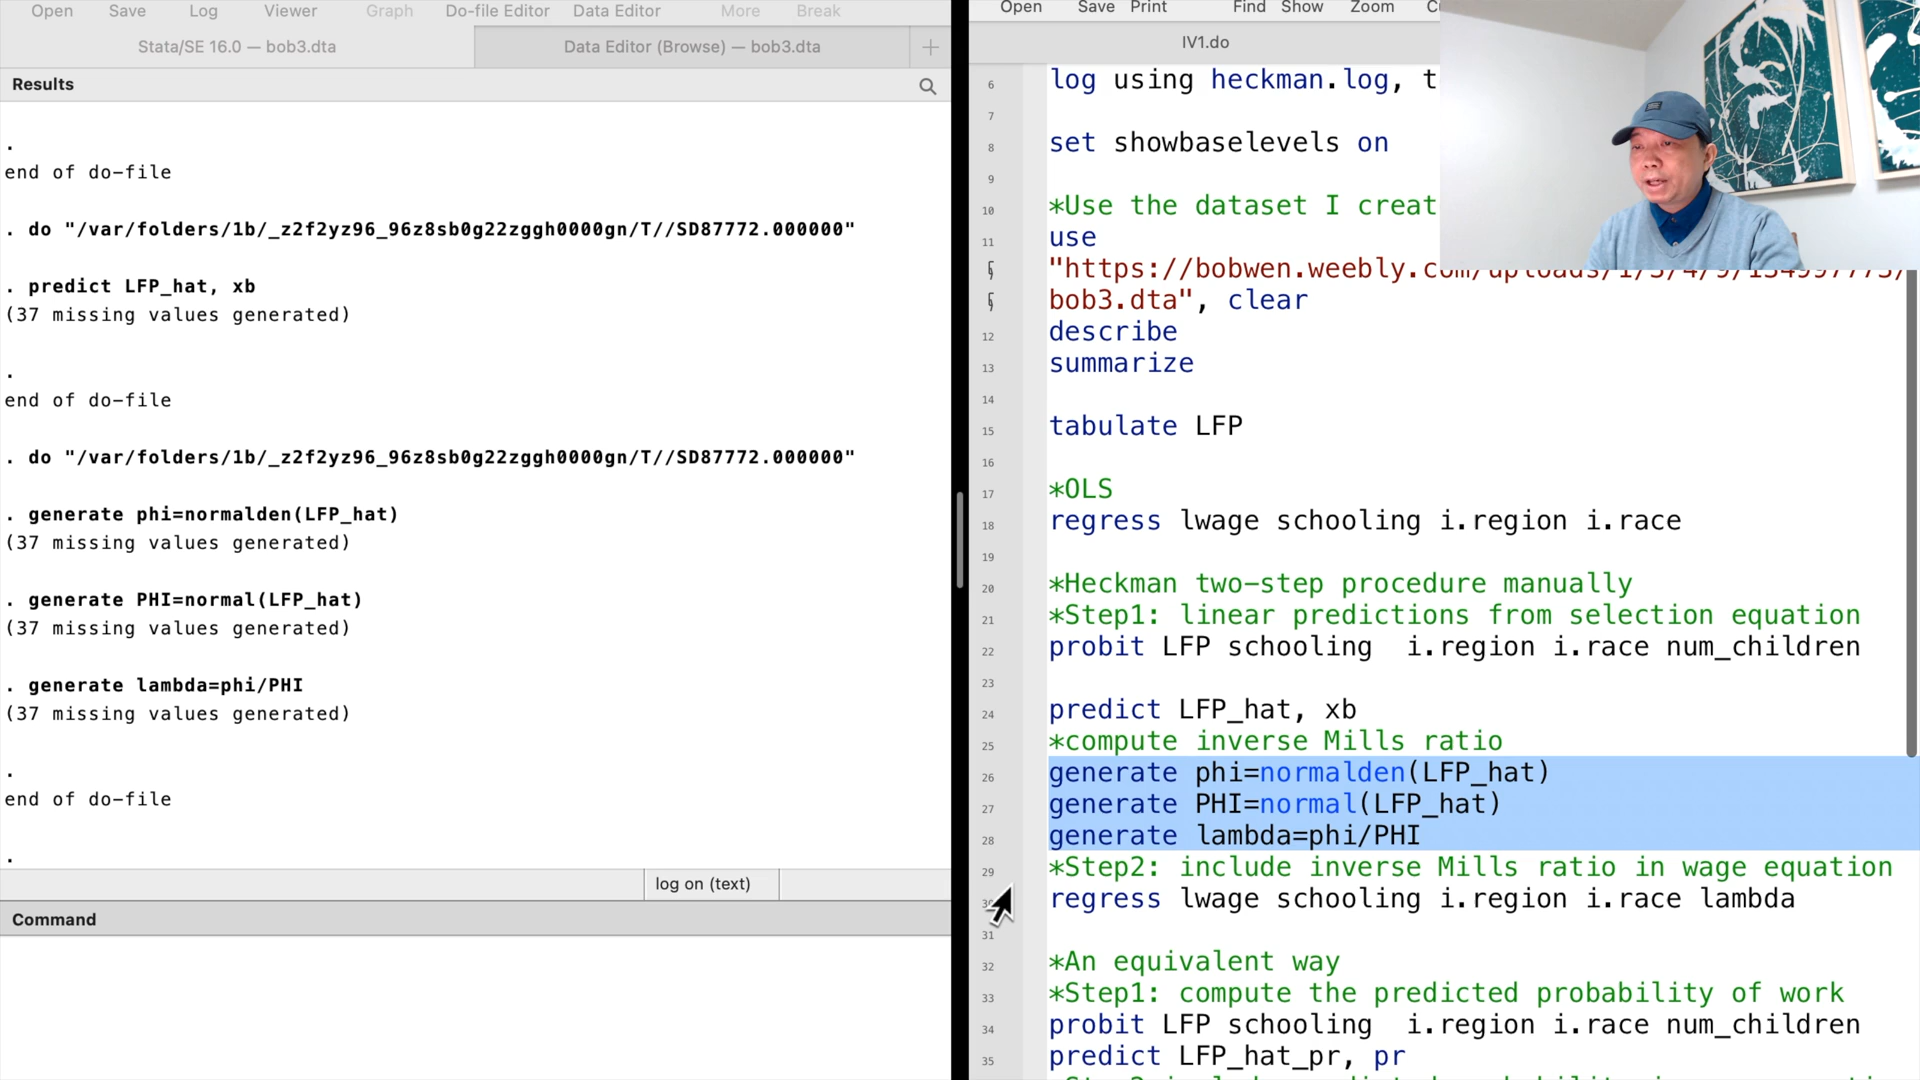 Open Save Log Viewer Graph Do-file Editor Data Editor More Break
Stata/SE 16.0 — bob3.dta
Data Editor (Browse) — bob3.dta
Results
.
end of do-file
. do "/var/folders/1b/_z2f2yz96_96z8sb0g22zggh0000gn/T//SD87772.000000"
. predict LFP_hat, xb
(37 missing values generated)
.
end of do-file
. do "/var/folders/1b/_z2f2yz96_96z8sb0g22zggh0000gn/T//SD87772.000000"
. generate phi=normalden(LFP_hat)
(37 missing values generated)
. generate PHI=normal(LFP_hat)
(37 missing values generated)
. generate lambda=phi/PHI
(37 missing values generated)
.
end of do-file
.
log on (text)
Command
Open Save Print Find Show Zoom
IV1.do
6 log using heckman.log, t
7
8 set showbaselevels on
9
10 *Use the dataset I creat
11 use
"https://bobwen.weebly.com/uploads/1/3/4/9/134997773/
bob3.dta", clear
12 describe
13 summarize
14
15 tabulate LFP
16
17 *OLS
18 regress lwage schooling i.region i.race
19
20 *Heckman two-step procedure manually
21 *Step1: linear predictions from selection equation
22 probit LFP schooling i.region i.race num_children
23
24 predict LFP_hat, xb
25 *compute inverse Mills ratio
26 generate phi=normalden(LFP_hat)
27 generate PHI=normal(LFP_hat)
28 generate lambda=phi/PHI
29 *Step2: include inverse Mills ratio in wage equation
30 regress lwage schooling i.region i.race lambda
31
32 *An equivalent way
33 *Step1: compute the predicted probability of work
34 probit LFP schooling i.region i.race num_children
35 predict LFP_hat_pr, pr